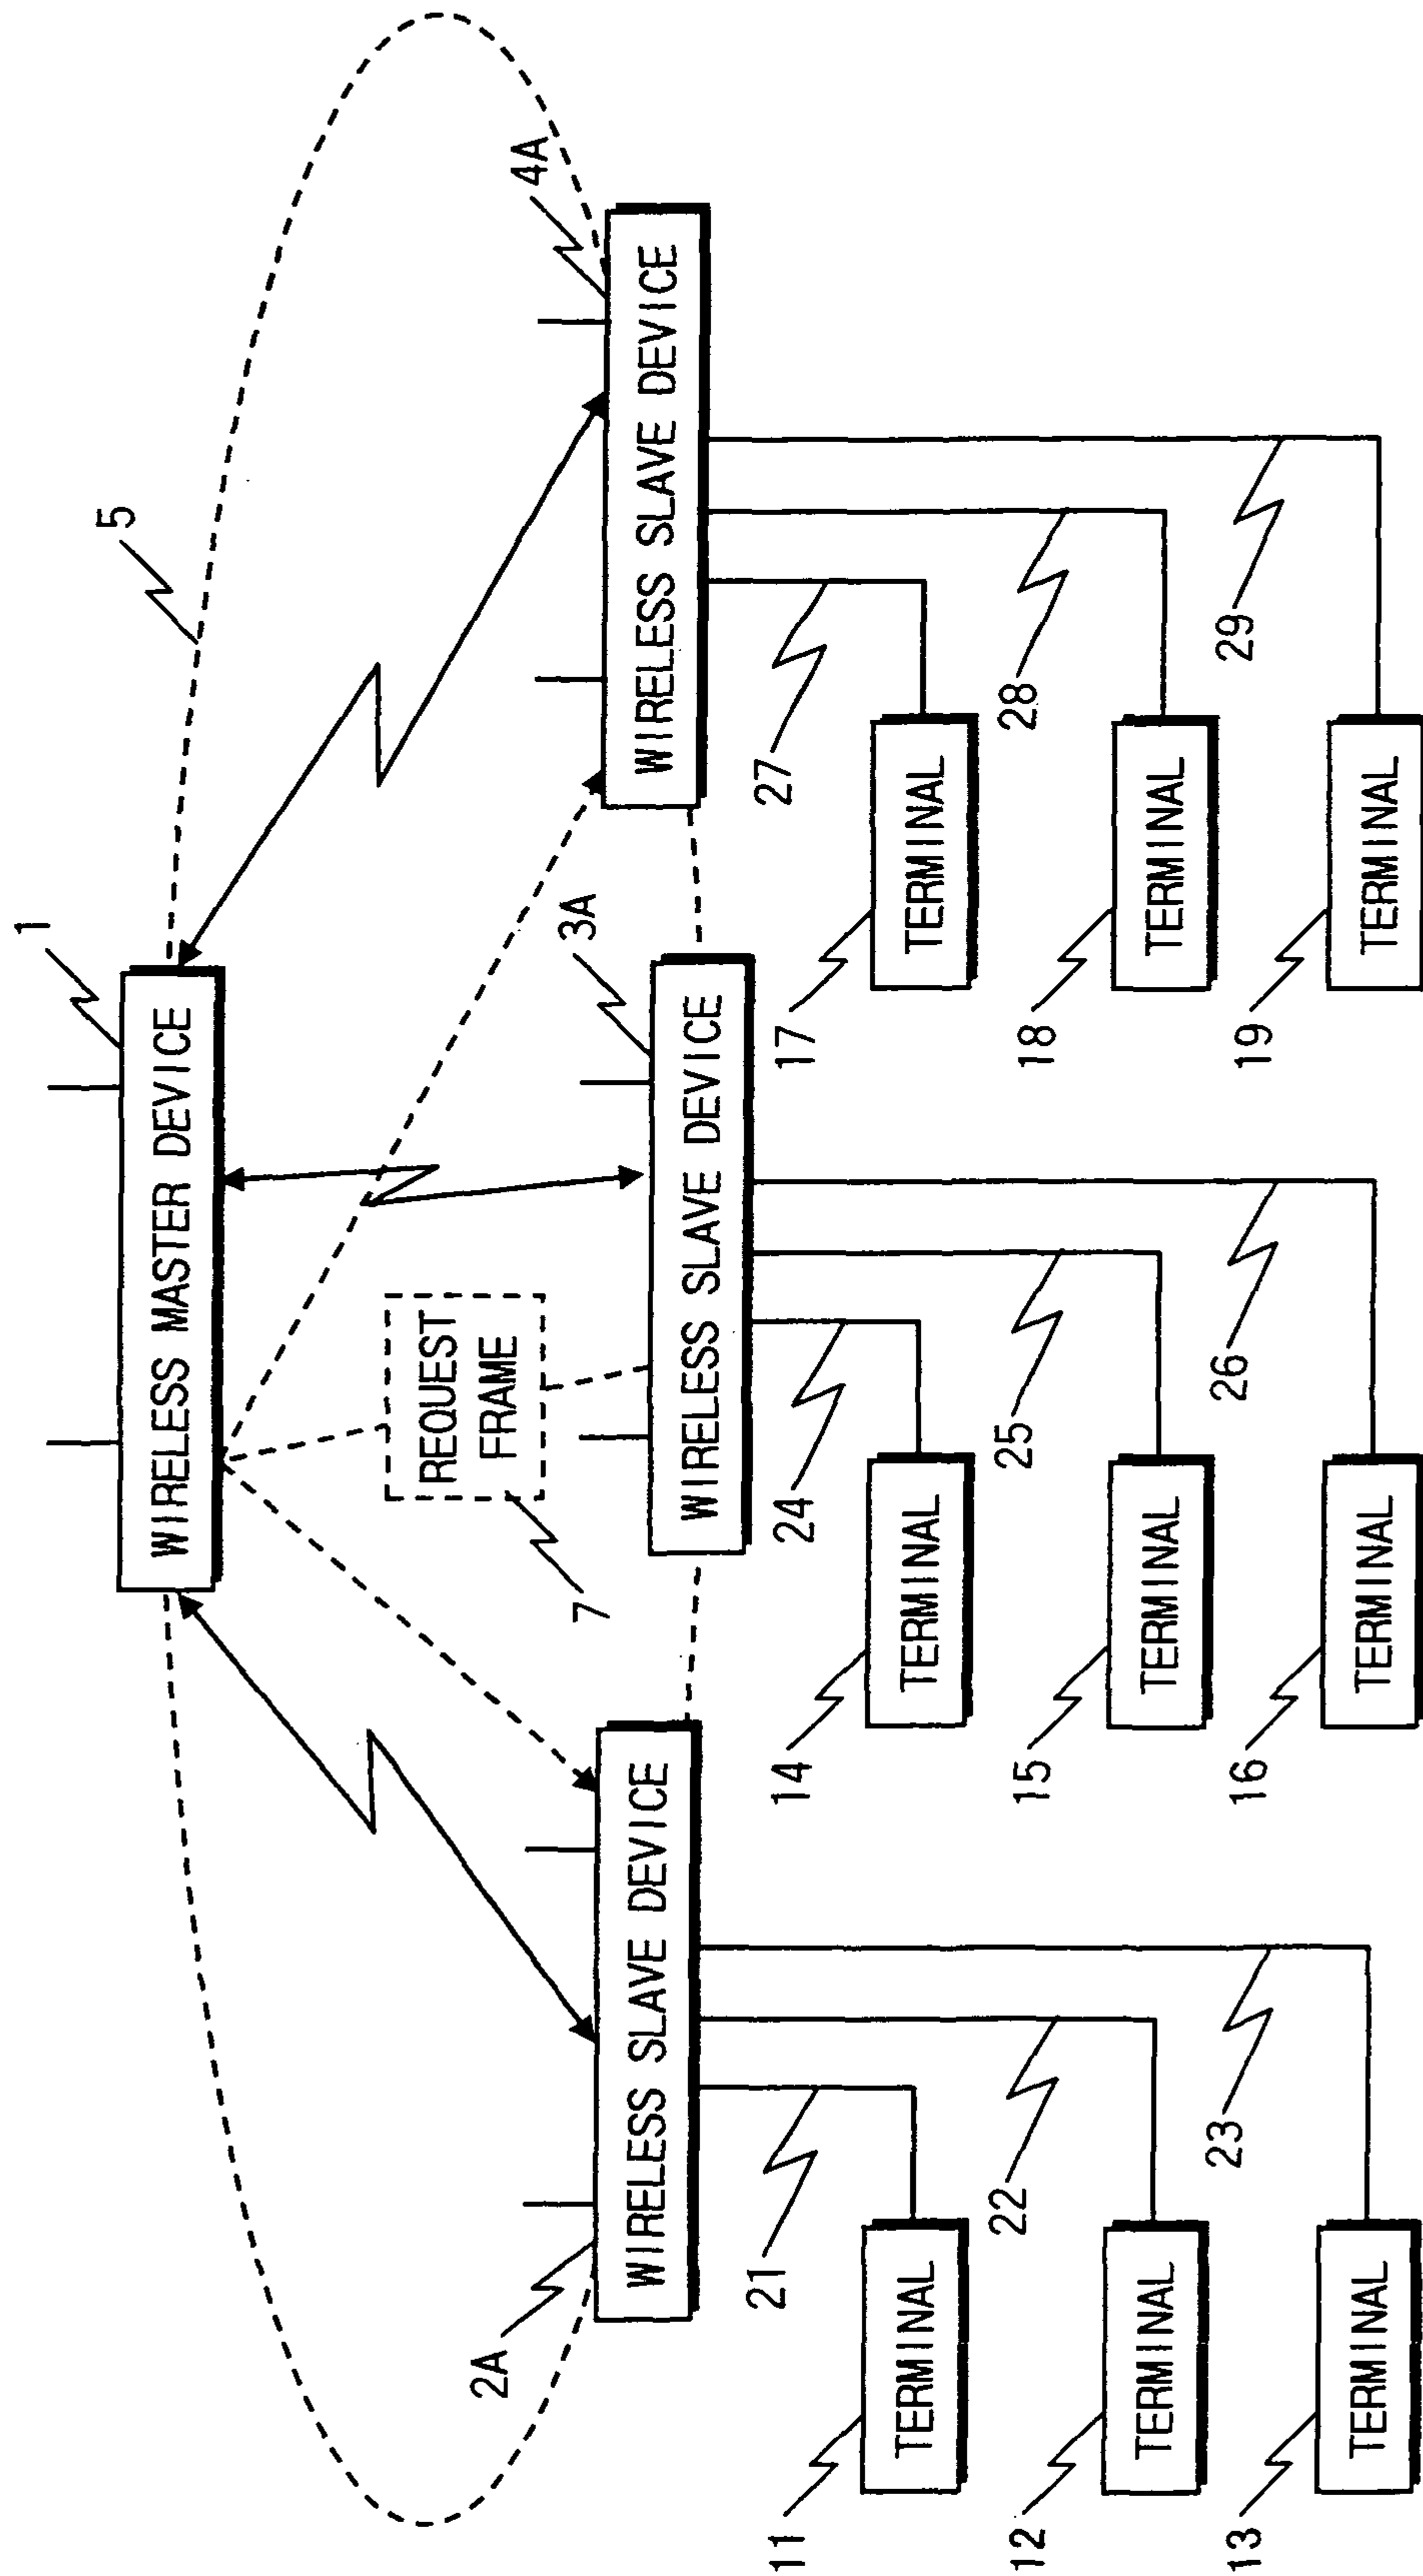 1
WIRELESS MASTER DEVICE
5
REQUEST
FRAME
7
2A
WIRELESS SLAVE DEVICE
3A
WIRELESS SLAVE DEVICE
4A
WIRELESS SLAVE DEVICE
21
22
23
24
25
26
27
28
29
11
TERMINAL
12
TERMINAL
13
TERMINAL
14
TERMINAL
15
TERMINAL
16
TERMINAL
17
TERMINAL
18
TERMINAL
19
TERMINAL